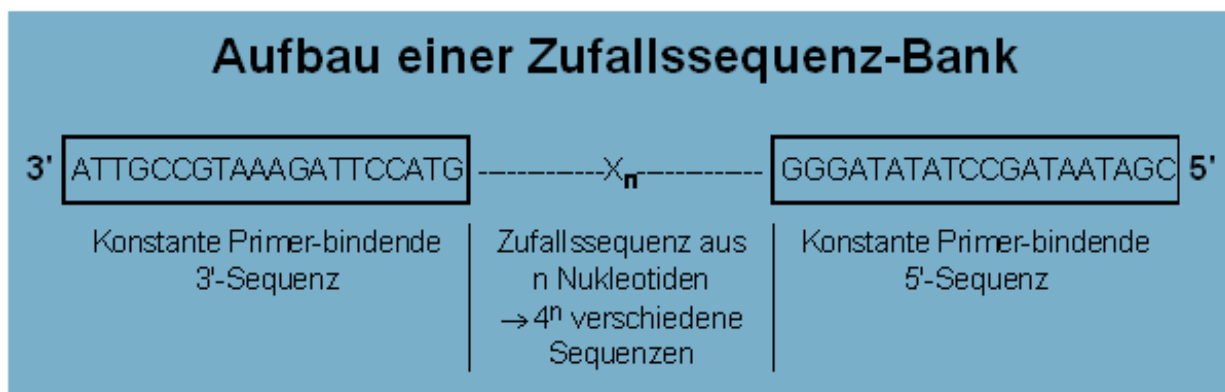 Aufbau einer Zufallssequenz-Bank
3' ATTGCCGTAAAGATTCCATG -------------Xn------------- GGGATATATCCGATAATAGC 5'
Konstante Primer-bindende
3'-Sequenz
Zufallssequenz aus
n Nukleotiden
→ 4ⁿ verschiedene
Sequenzen
Konstante Primer-bindende
5'-Sequenz